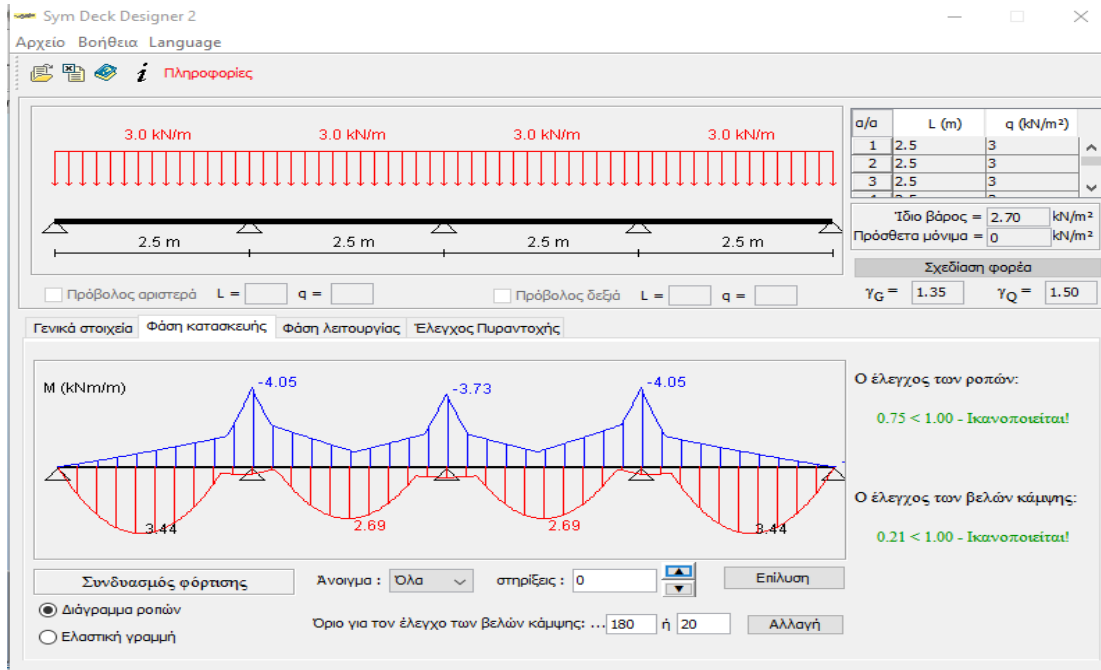 Sym Deck Designer 2
Αρχείο Βοήθεια Language
i Πληροφορίες
3.0 kN/m 3.0 kN/m 3.0 kN/m 3.0 kN/m
2.5 m 2.5 m 2.5 m 2.5 m
α/α L (m) q (kN/m²)
1 2.5 3
2 2.5 3
3 2.5 3
Ίδιο βάρος = 2.70 kN/m²
Πρόσθετα μόνιμα = 0 kN/m²
Σχεδίαση φορέα
Πρόβολος αριστερά L = q = Πρόβολος δεξιά L = q =
γG = 1.35 γQ = 1.50
Γενικά στοιχεία Φάση κατασκευής Φάση λειτουργίας Έλεγχος Πυραντοχής
M (kNm/m)
-4.05 -3.73 -4.05
3.44 2.69 2.69 3.44
Ο έλεγχος των ροπών:
0.75 < 1.00 - Ικανοποιείται!
Ο έλεγχος των βελών κάμψης:
0.21 < 1.00 - Ικανοποιείται!
Συνδυασμός φόρτισης Άνοιγμα : Όλα στηρίξεις : 0 Επίλυση
Διάγραμμα ροπών
Ελαστική γραμμή
Όριο για τον έλεγχο των βελών κάμψης: ... 180 ή 20 Αλλαγή